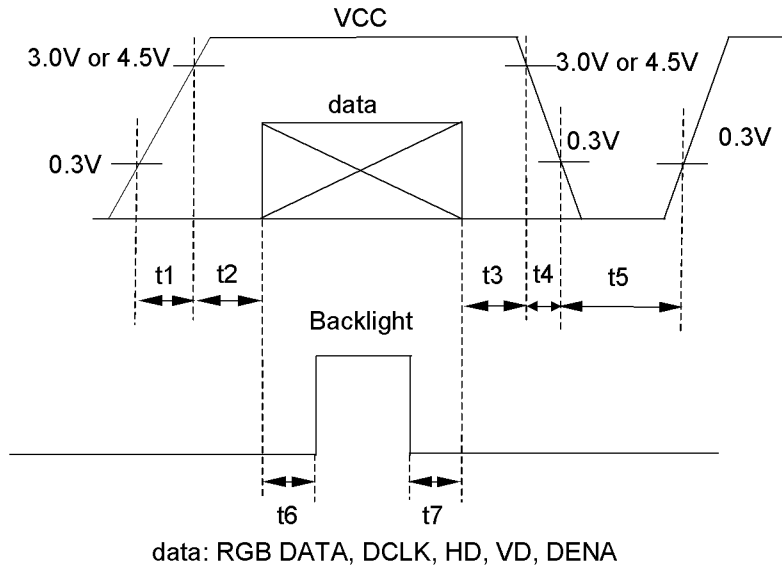 VCC
3.0V or 4.5V
3.0V or 4.5V
data
0.3V
0.3V
0.3V
t1
t2
t3
t4
t5
Backlight
t6
t7
data: RGB DATA, DCLK, HD, VD, DENA